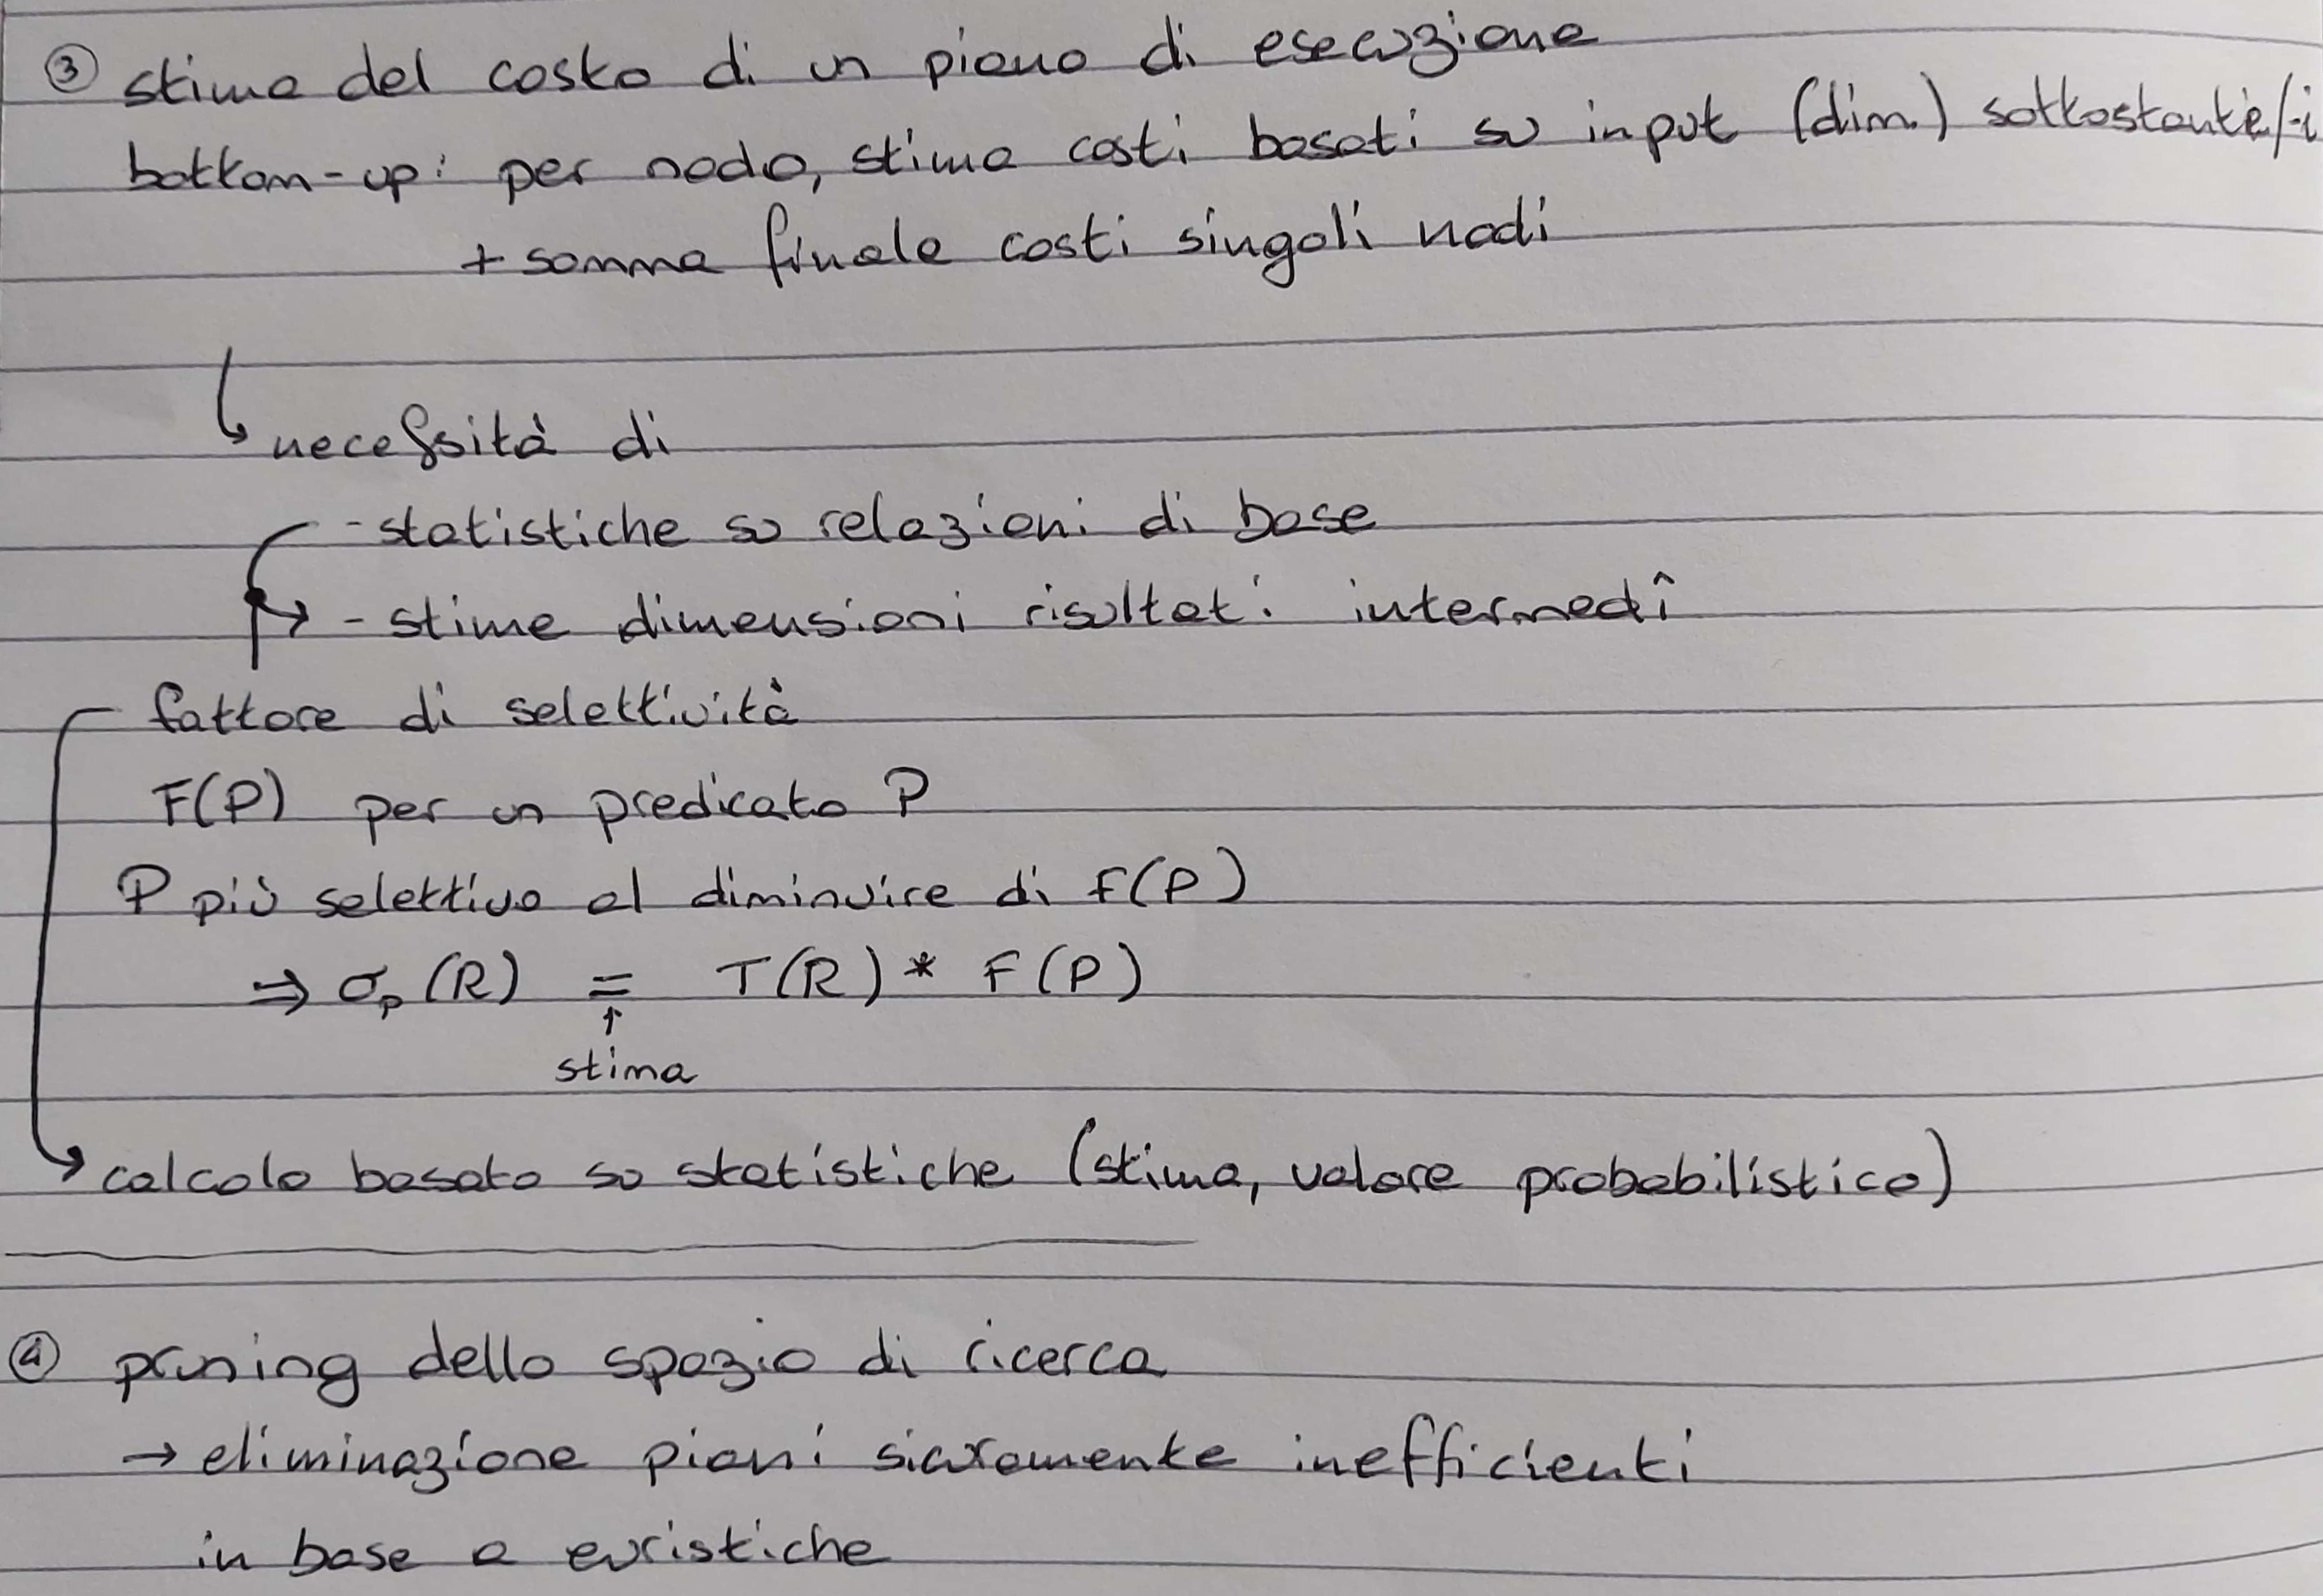 ③ stima del costo di un piano di esecuzione
bottom-up: per nodo, stima costi basati su input (dim.) sottostante/-i
+ somma finale costi singoli nodi
↳ necessità di
- statistiche su relazioni di base
- stime dimensioni risultati intermedî
fattore di selettività
F(P) per un predicato P
P più selettivo al diminuire di F(P)
⇒ σₚ(R) = T(R) * F(P)
↑
stima
→ calcolo basato su statistiche (stima, valore probabilistico)
④ pruning dello spazio di ricerca
→ eliminazione piani sicuramente inefficienti
in base a euristiche